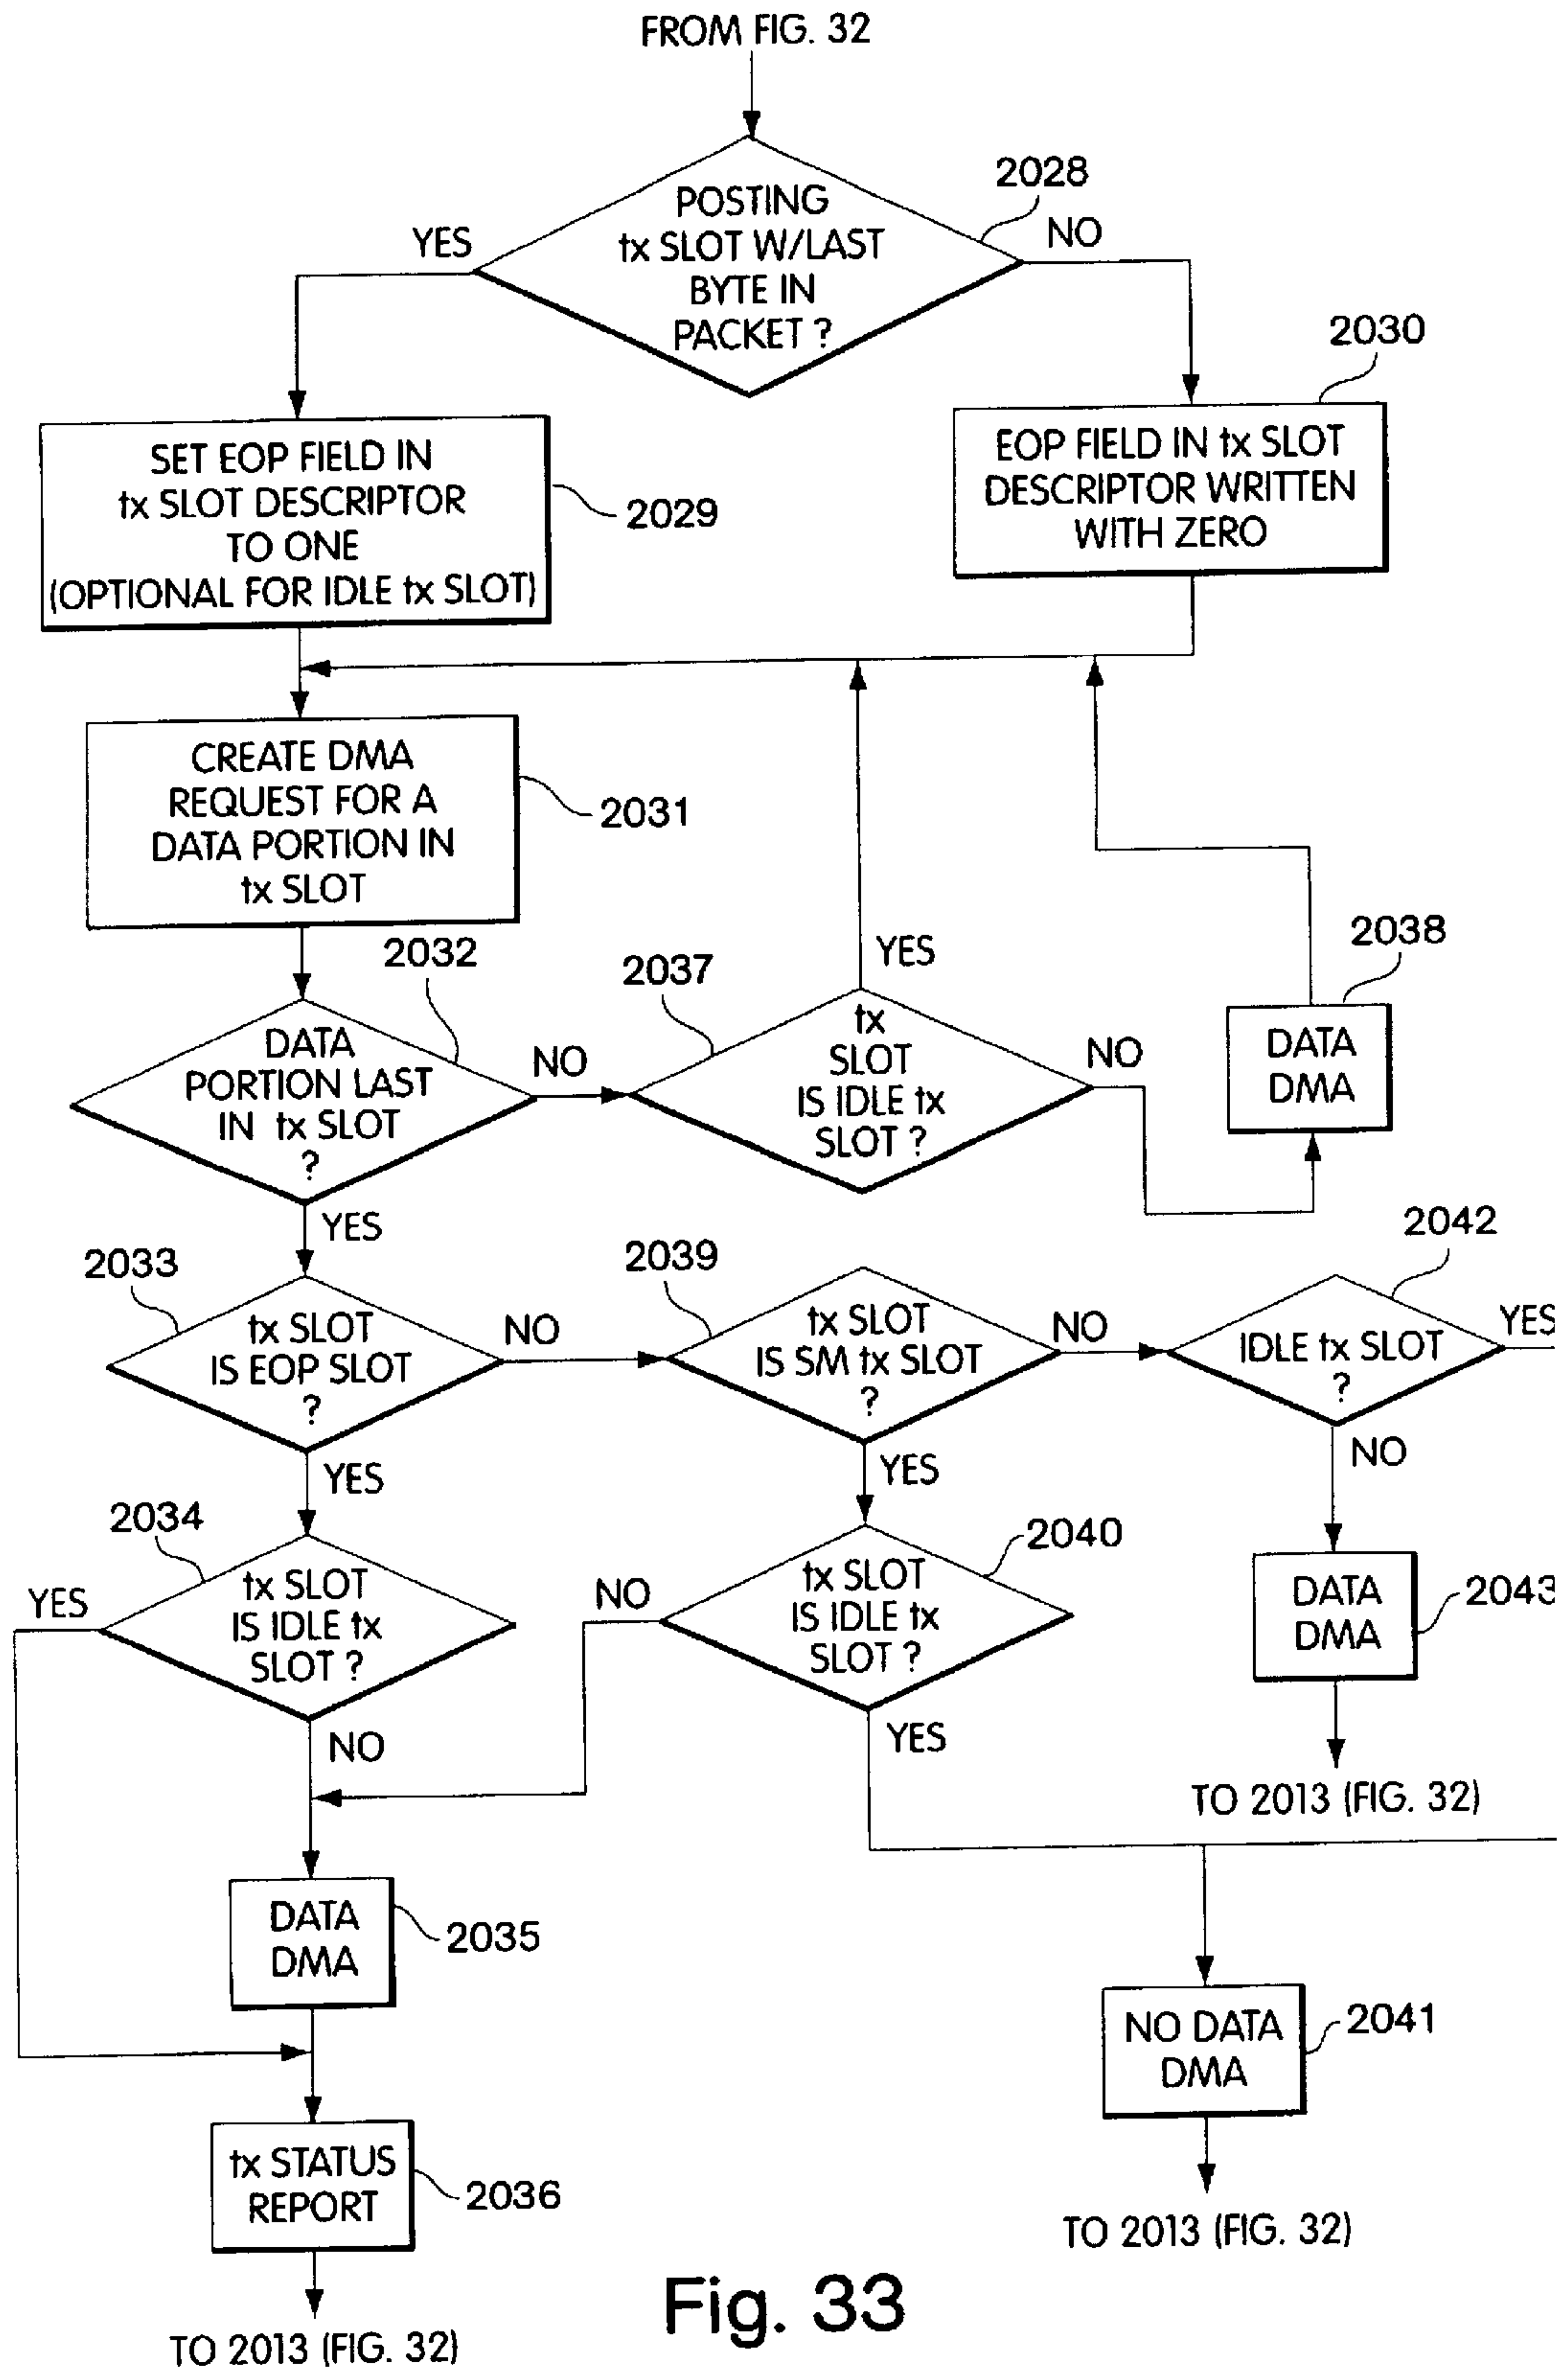 FROM FIG. 32
2028
POSTING
tx SLOT W/LAST
BYTE IN
PACKET ?
YES
NO
2030
SET EOP FIELD IN
tx SLOT DESCRIPTOR
TO ONE
(OPTIONAL FOR IDLE tx SLOT)
2029
EOP FIELD IN tx SLOT
DESCRIPTOR WRITTEN
WITH ZERO
CREATE DMA
REQUEST FOR A
DATA PORTION IN
tx SLOT
2031
2032
DATA
PORTION LAST
IN tx SLOT
?
NO
YES
2037
tx
SLOT
IS IDLE tx
SLOT ?
YES
NO
2038
DATA
DMA
2033
tx SLOT
IS EOP SLOT
?
NO
YES
2039
tx SLOT
IS SM tx SLOT
?
NO
YES
2042
IDLE tx SLOT
?
YES
NO
2034
tx SLOT
IS IDLE tx
SLOT ?
YES
NO
2040
tx SLOT
IS IDLE tx
SLOT ?
NO
YES
DATA
DMA
2043
TO 2013 (FIG. 32)
DATA
DMA
2035
NO DATA
DMA
2041
TO 2013 (FIG. 32)
tx STATUS
REPORT
2036
TO 2013 (FIG. 32)
Fig. 33